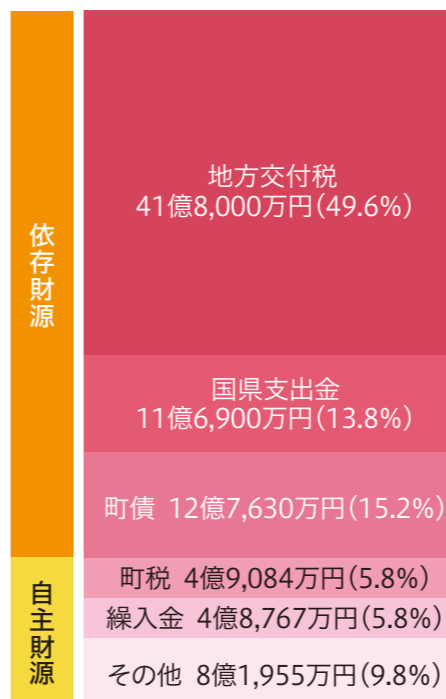 依存財源
地方交付税
41億8,000万円(49.6%)
国県支出金
11億6,900万円(13.8%)
町債 12億7,630万円(15.2%)
自主財源
町税 4億9,084万円(5.8%)
繰入金 4億8,767万円(5.8%)
その他 8億1,955万円(9.8%)